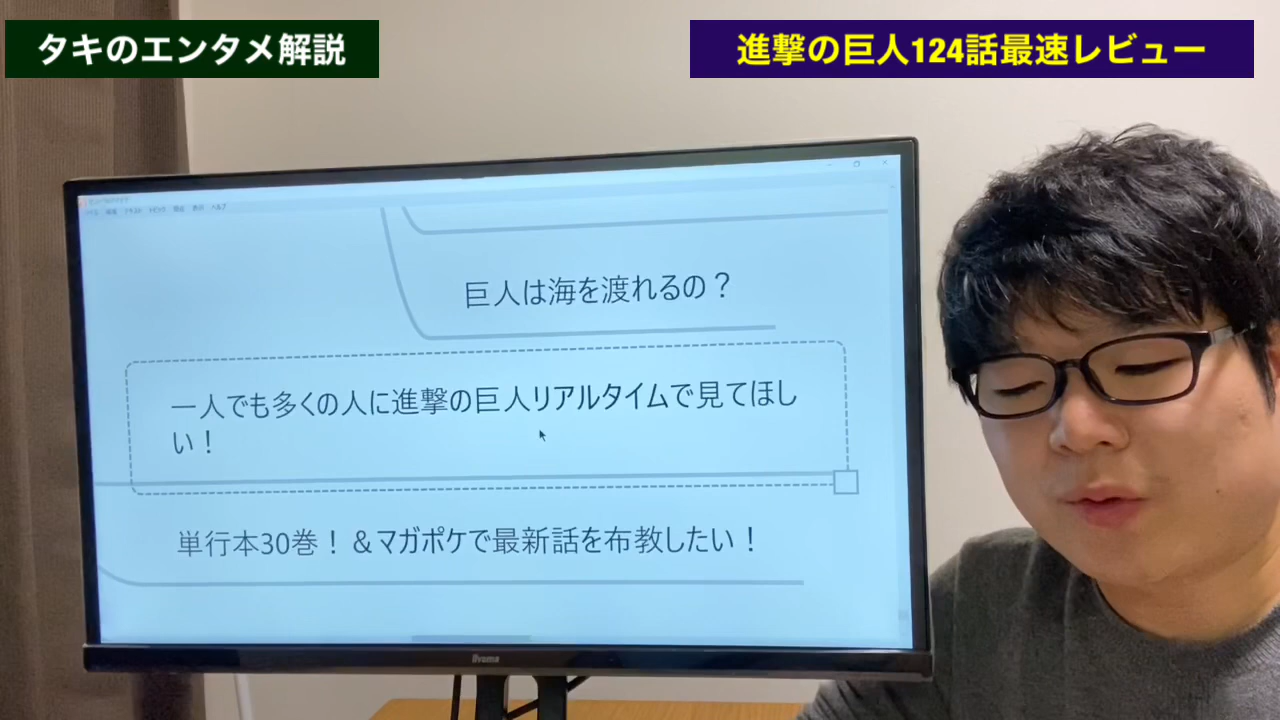 タキのエンタメ解説
進撃の巨人124話最速レビュー
巨人は海を渡れるの？
一人でも多くの人に進撃の巨人リアルタイムで見てほし
い！
単行本30巻！＆マガポケで最新話を布教したい！
iiyama